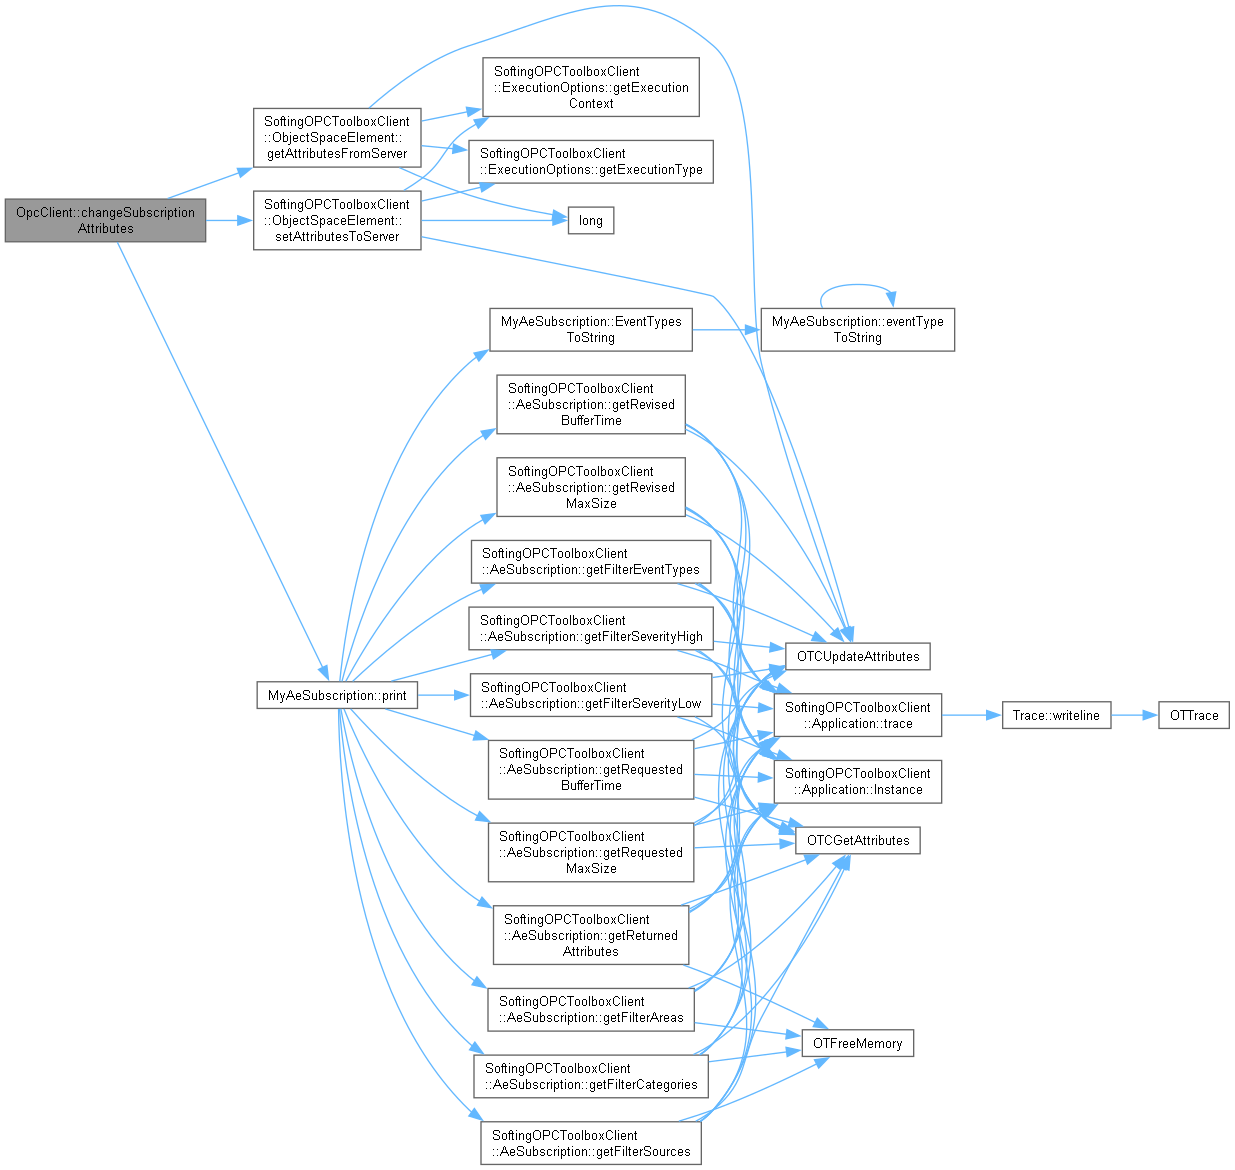 SoftingOPCToolboxClient
::ExecutionOptions::getExecution
Context
SoftingOPCToolboxClient
::ObjectSpaceElement::
getAttributesFromServer
SoftingOPCToolboxClient
::ExecutionOptions::getExecutionType
OpcClient::changeSubscription
Attributes
SoftingOPCToolboxClient
::ObjectSpaceElement::
setAttributesToServer
long
MyAeSubscription::EventTypes
ToString
MyAeSubscription::eventType
ToString
SoftingOPCToolboxClient
::AeSubscription::getRevised
BufferTime
SoftingOPCToolboxClient
::AeSubscription::getRevised
MaxSize
SoftingOPCToolboxClient
::AeSubscription::getFilterEventTypes
SoftingOPCToolboxClient
::AeSubscription::getFilterSeverityHigh
OTCUpdateAttributes
MyAeSubscription::print
SoftingOPCToolboxClient
::AeSubscription::getFilterSeverityLow
SoftingOPCToolboxClient
::Application::trace
Trace::writeline
OTTrace
SoftingOPCToolboxClient
::AeSubscription::getRequested
BufferTime
SoftingOPCToolboxClient
::Application::Instance
SoftingOPCToolboxClient
::AeSubscription::getRequested
MaxSize
OTCGetAttributes
SoftingOPCToolboxClient
::AeSubscription::getReturned
Attributes
SoftingOPCToolboxClient
::AeSubscription::getFilterAreas
OTFreeMemory
SoftingOPCToolboxClient
::AeSubscription::getFilterCategories
SoftingOPCToolboxClient
::AeSubscription::getFilterSources